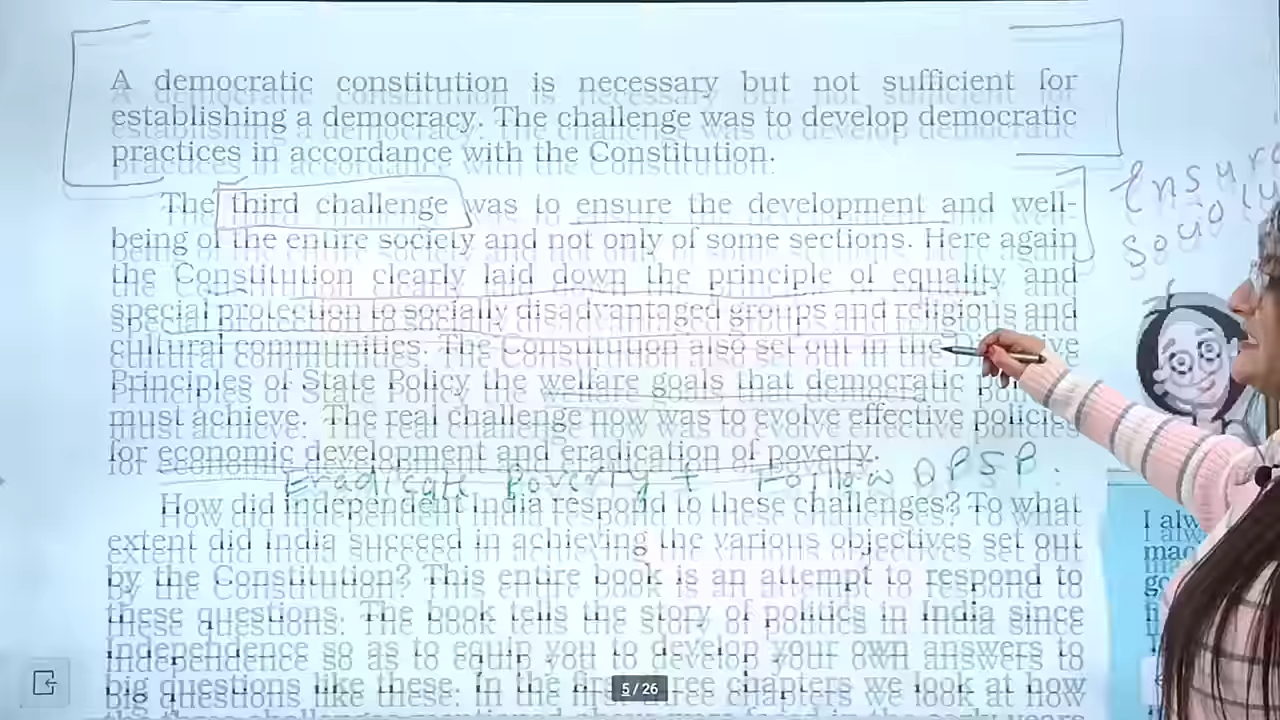 A democratic constitution is necessary but not sufficient for
establishing a democracy. The challenge was to develop democratic
practices in accordance with the Constitution.
The third challenge was to ensure the development and well-
being of the entire society and not only of some sections. Here again
the Constitution clearly laid down the principle of equality and
special protection to socially disadvantaged groups and religious and
cultural communities. The Constitution also set out in the
Principles of State Policy the welfare goals that democratic
must achieve. The real challenge now was to evolve effective policies
for economic development and eradication of poverty.
Eradicate Poverty + Follow DPSP.
How did independent India respond to these challenges? To what
extent did India succeed in achieving the various objectives set out
by the Constitution? This entire book is an attempt to respond to
these questions. The book tells the story of politics in India since
Independence so as to equip you to develop your own answers to
big questions like these. In the chapters we look at how
5 / 26
I alw